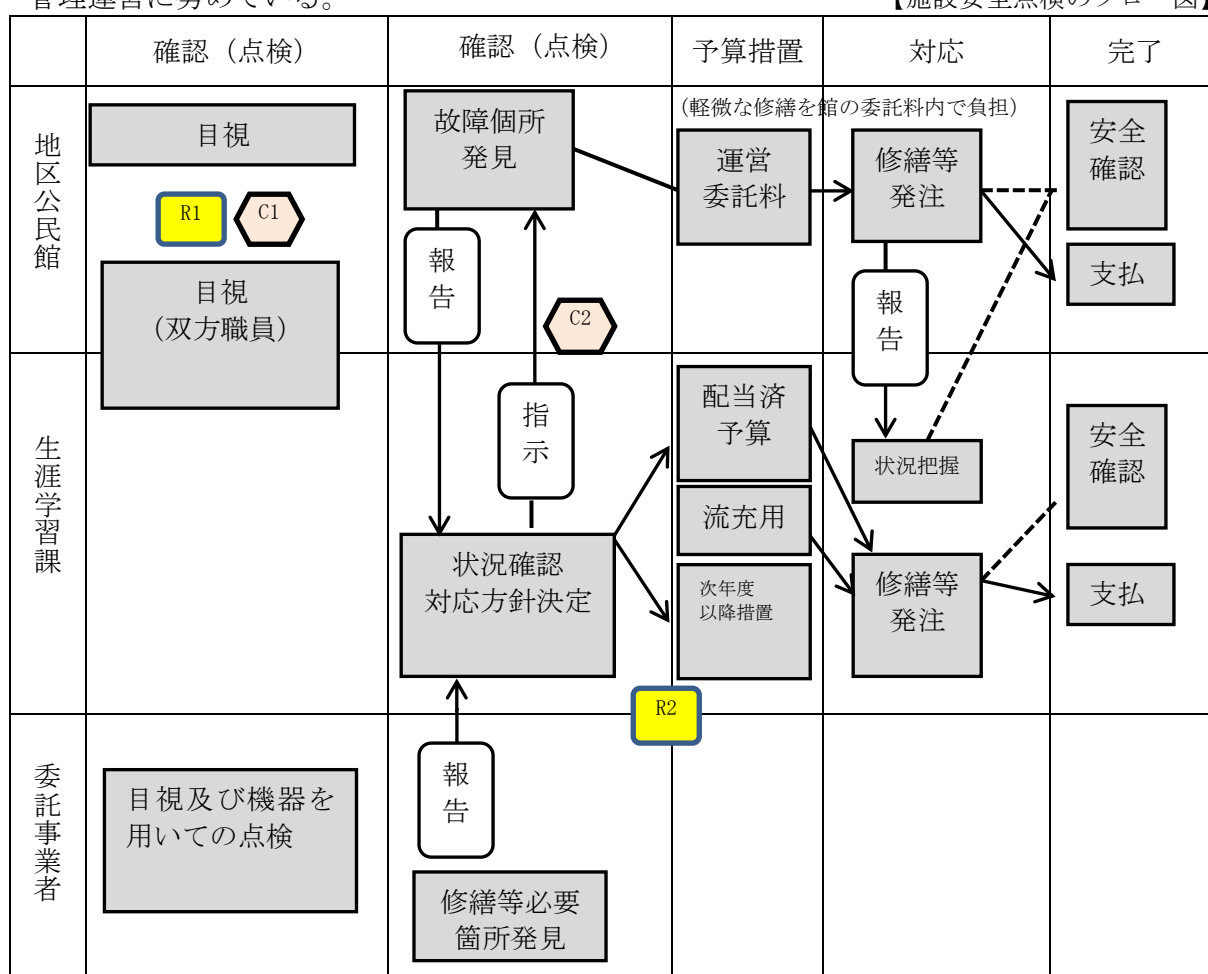 管理運営に努めている。
【施設安全点検のフロー図】
確認（点検）
確認（点検）
予算措置
対応
完了
地区公民館
目視
R1
C1
目視
（双方職員）
故障個所
発見
報告
指示
C2
（軽微な修繕を館の委託料内で負担）
運営
委託料
修繕等
発注
報告
安全
確認
支払
生涯学習課
状況確認
対応方針決定
配当済
予算
流充用
次年度
以降措置
R2
状況把握
修繕等
発注
安全
確認
支払
委託事業者
目視及び機器を
用いての点検
報告
修繕等必要
箇所発見